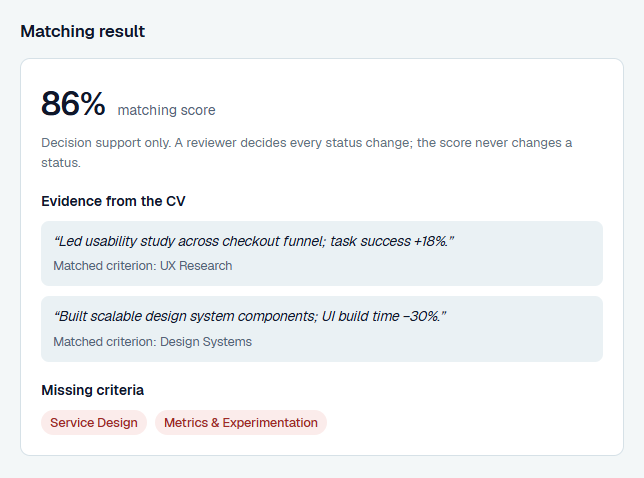 Matching result
86% matching score
Decision support only. A reviewer decides every status change; the score never changes a
status.
Evidence from the CV
“Led usability study across checkout funnel; task success +18%.”
Matched criterion: UX Research
“Built scalable design system components; UI build time −30%.”
Matched criterion: Design Systems
Missing criteria
Service Design Metrics & Experimentation